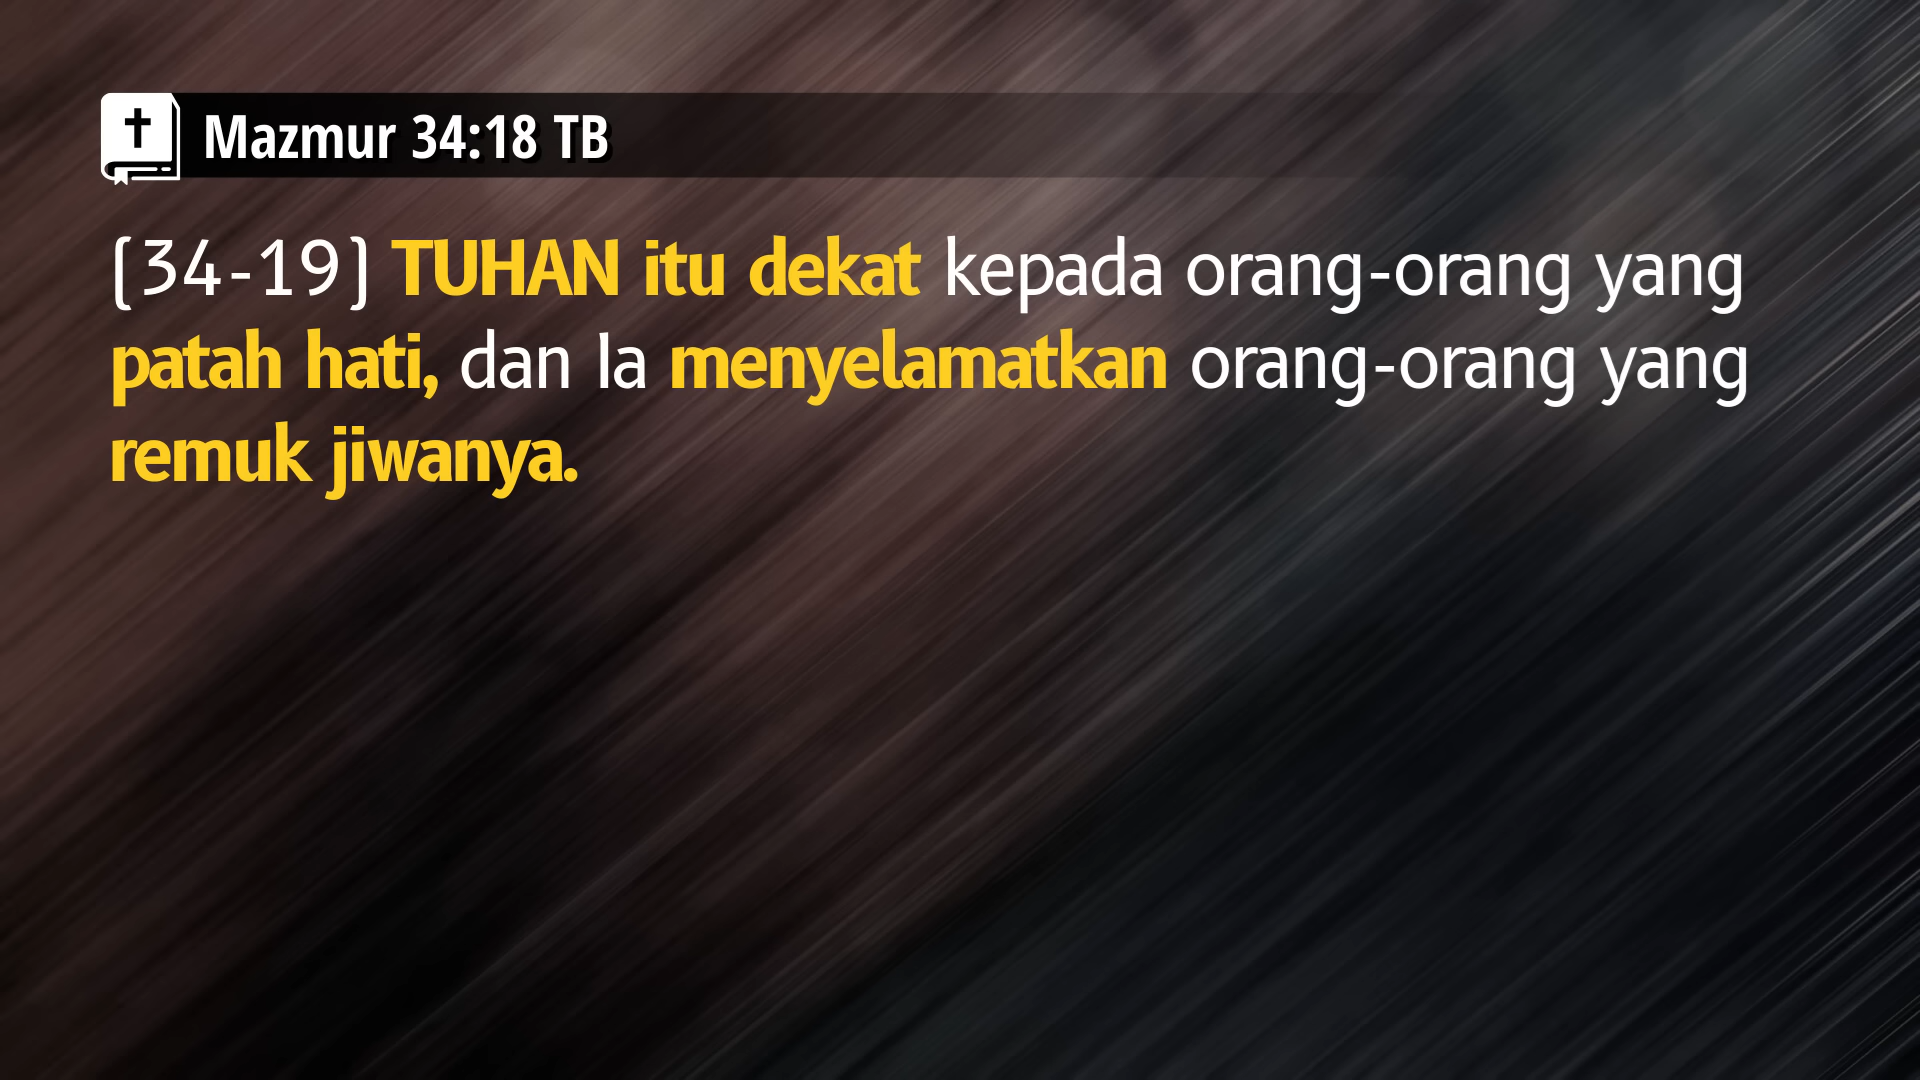 Mazmur 34:18 TB
(34-19) TUHAN itu dekat kepada orang-orang yang
patah hati, dan Ia menyelamatkan orang-orang yang
remuk jiwanya.